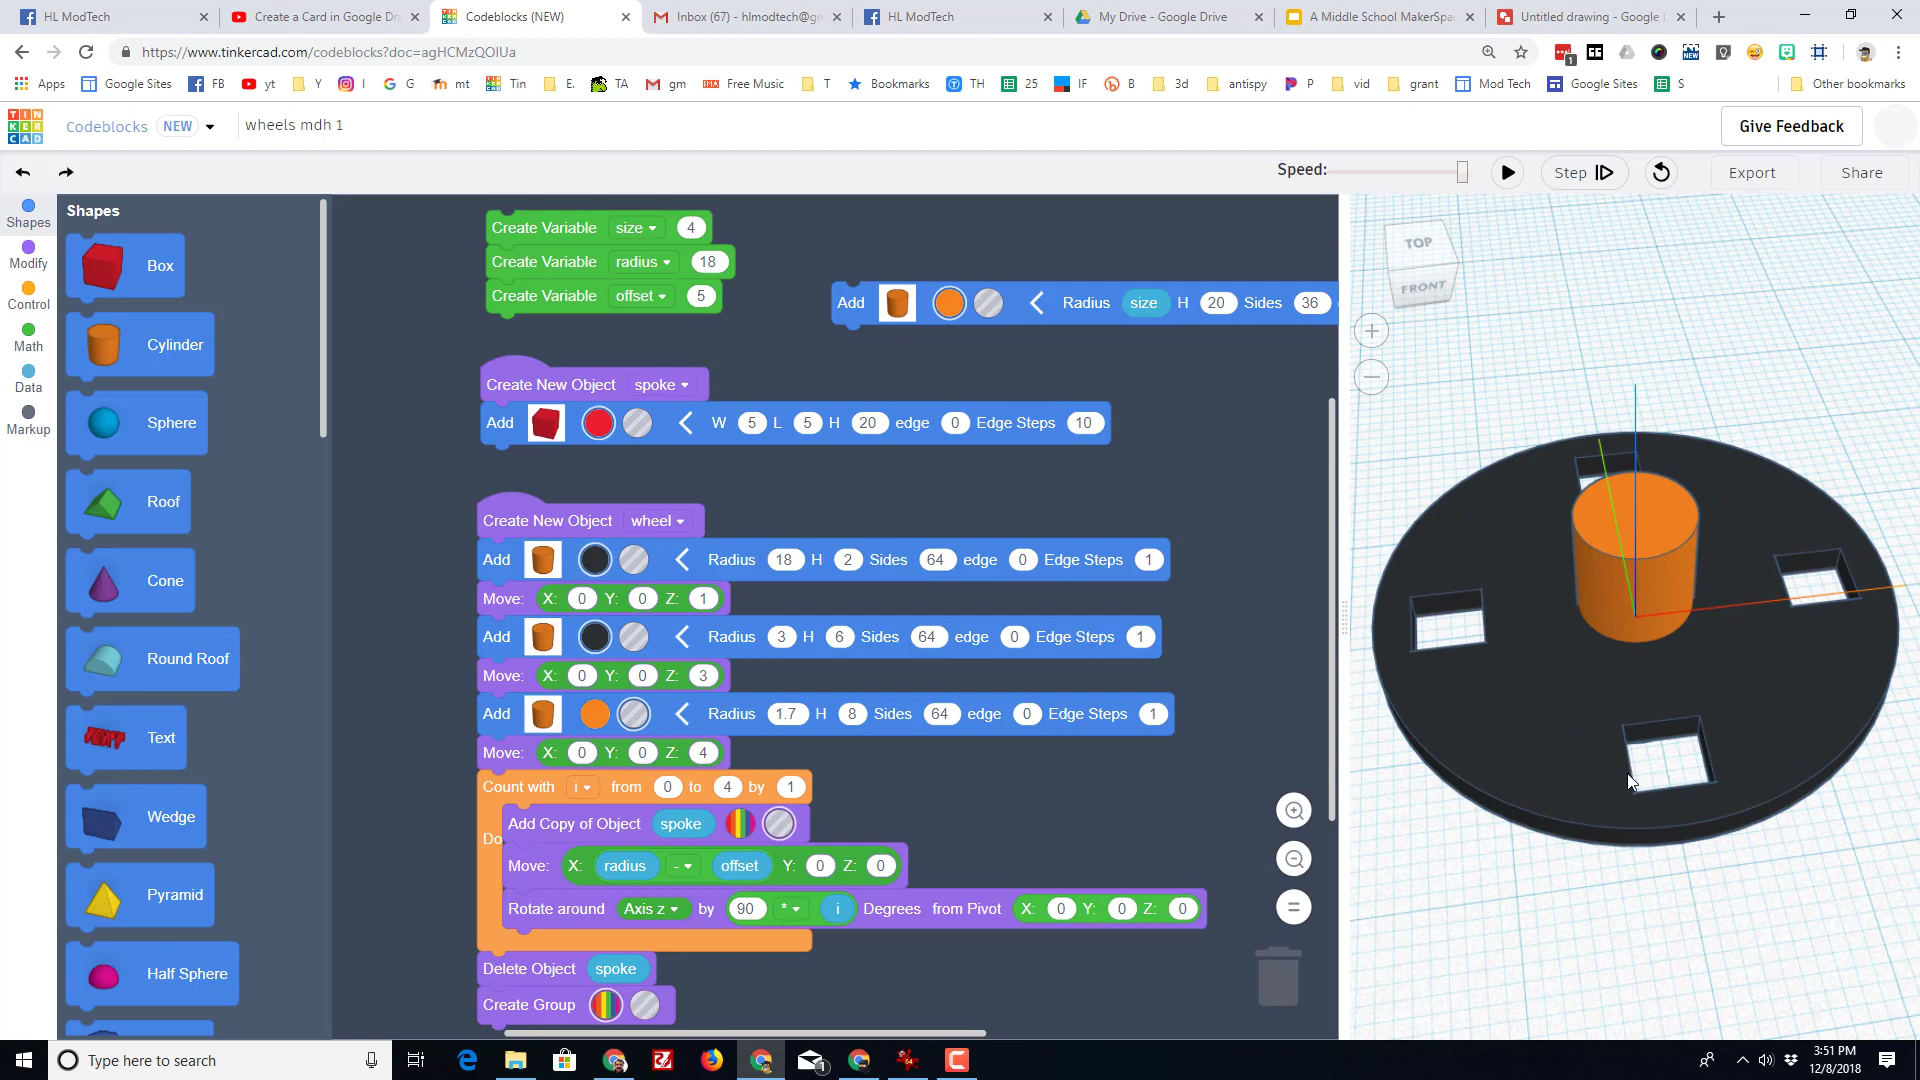 HL ModTech
Create a Card in Google Dra
Codeblocks (NEW)
Inbox (67) - hlmodtech@gm
HL ModTech
My Drive - Google Drive
A Middle School MakerSpac
Untitled drawing - Google D
https://www.tinkercad.com/codeblocks?doc=agHCMzQOIUa
Apps Google Sites FB yt Y I G mt Tin E. TA gm Free Music T Bookmarks TH 25 IF B 3d antispy P vid grant Mod Tech Google Sites S Other bookmarks
TIN
KER
CAD
Codeblocks NEW wheels mdh 1 Give Feedback
Speed: Step Export Share
Shapes
Modify
Control
Math
Data
Markup
Shapes
Box
Cylinder
Sphere
Roof
Cone
Round Roof
Text
Wedge
Pyramid
Half Sphere
Create Variable size 4
Create Variable radius 18
Create Variable offset 5
Add Radius size H 20 Sides 36
Create New Object spoke
Add W 5 L 5 H 20 edge 0 Edge Steps 10
Create New Object wheel
Add Radius 18 H 2 Sides 64 edge 0 Edge Steps 1
Move: X: 0 Y: 0 Z: 1
Add Radius 3 H 6 Sides 64 edge 0 Edge Steps 1
Move: X: 0 Y: 0 Z: 3
Add Radius 1.7 H 8 Sides 64 edge 0 Edge Steps 1
Move: X: 0 Y: 0 Z: 4
Count with i from 0 to 4 by 1
Do
Add Copy of Object spoke
Move: X: radius - offset Y: 0 Z: 0
Rotate around Axis z by 90 * i Degrees from Pivot X: 0 Y: 0 Z: 0
Delete Object spoke
Create Group
TOP
FRONT
Type here to search
3:51 PM
12/8/2018